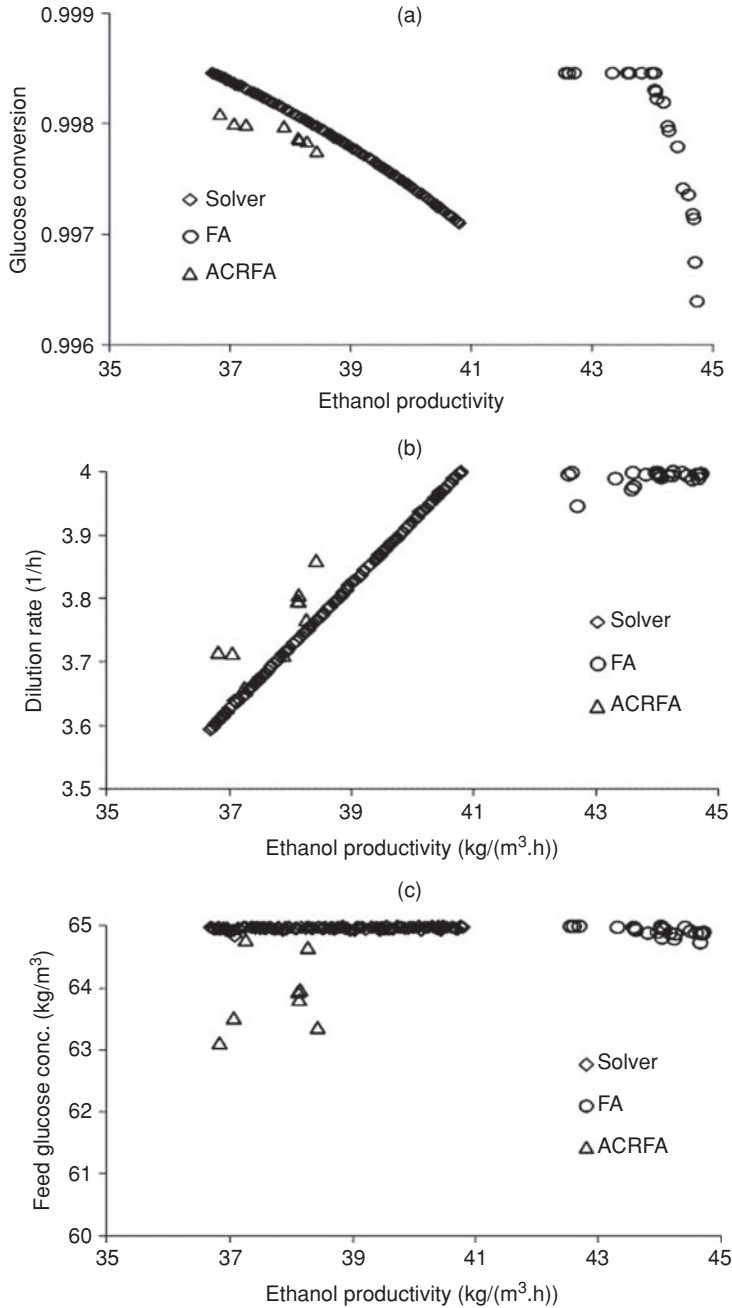 (a)
0.999
0.998
0.997
0.996
Glucose conversion
Solver
FA
ACRFA
35 37 39 41 43 45
Ethanol productivity
(b)
4
3.9
3.8
3.7
3.6
3.5
Dilution rate (1/h)
Solver
FA
ACRFA
35 37 39 41 43 45
Ethanol productivity (kg/(m³.h))
(c)
65
64
63
62
61
60
Feed glucose conc. (kg/m³)
Solver
FA
ACRFA
35 37 39 41 43 45
Ethanol productivity (kg/(m³.h))